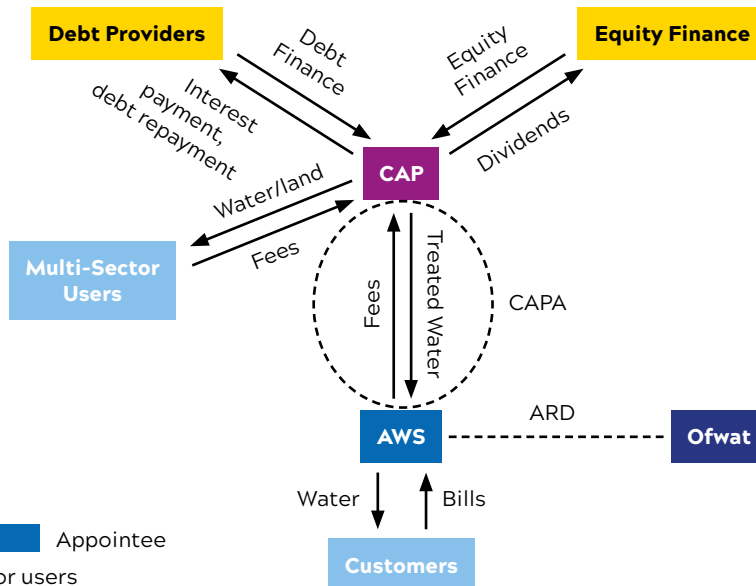 Debt Providers
Equity Finance
Debt
Finance
Equity
Finance
Interest
payment,
debt repayment
Dividends
CAP
Water/land
Fees
Multi-Sector
Users
Fees
Treated Water
CAPA
AWS
ARD
Ofwat
Water
Bills
Appointee
Customers
or users